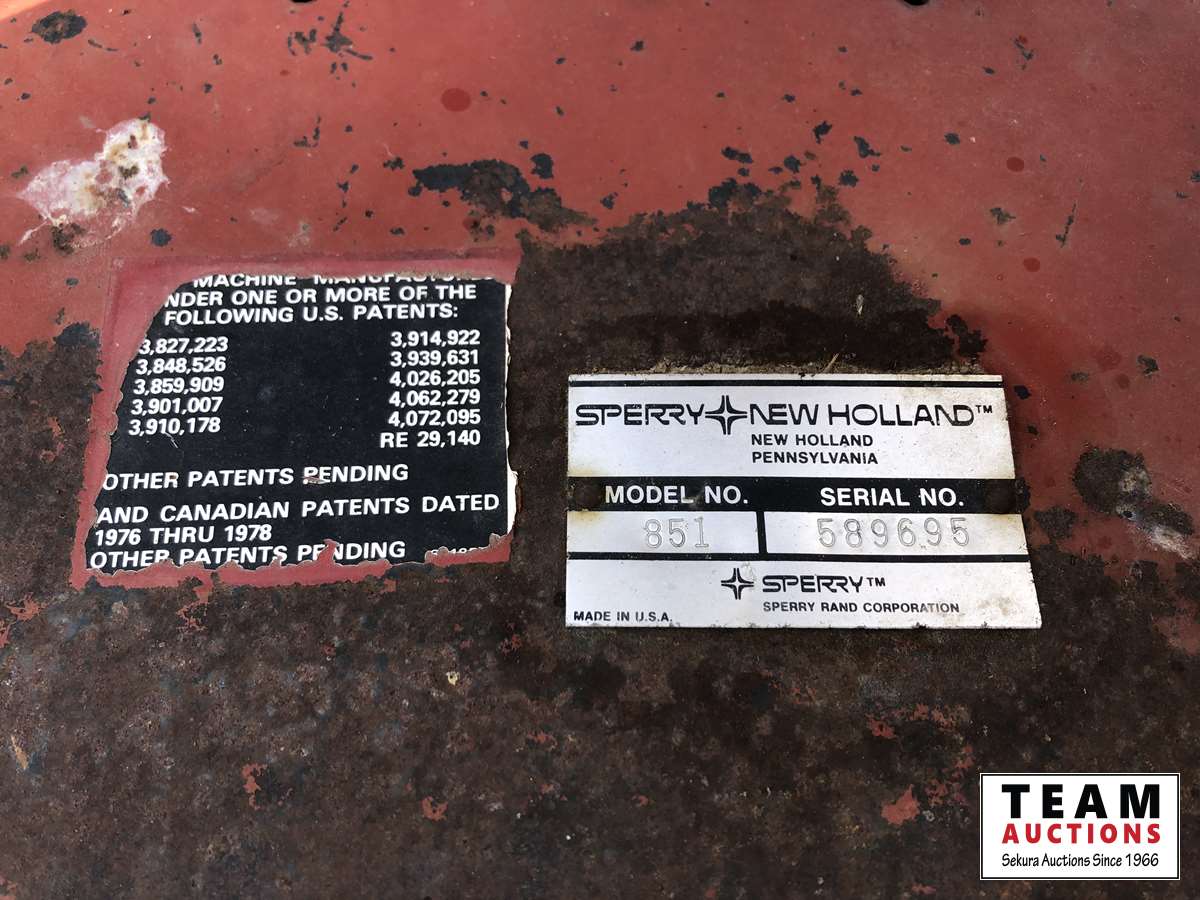 MACHINE
NDER ONE OR MORE OF THE
FOLLOWING U.S. PATENTS:
3,827,223 3,914,922
3,848,526 3,939,631
3,859,909 4,026,205
3,901,007 4,062,279
3,910,178 4,072,095
RE 29,140
OTHER PATENTS PENDING
AND CANADIAN PATENTS DATED
1976 THRU 1978
OTHER PATENTS PENDING
SPERRY NEW HOLLAND™
NEW HOLLAND
PENNSYLVANIA
MODEL NO. SERIAL NO.
851 589695
SPERRY™
SPERRY RAND CORPORATION
MADE IN U.S.A.
TEAM
AUCTIONS
Sekura Auctions Since 1966